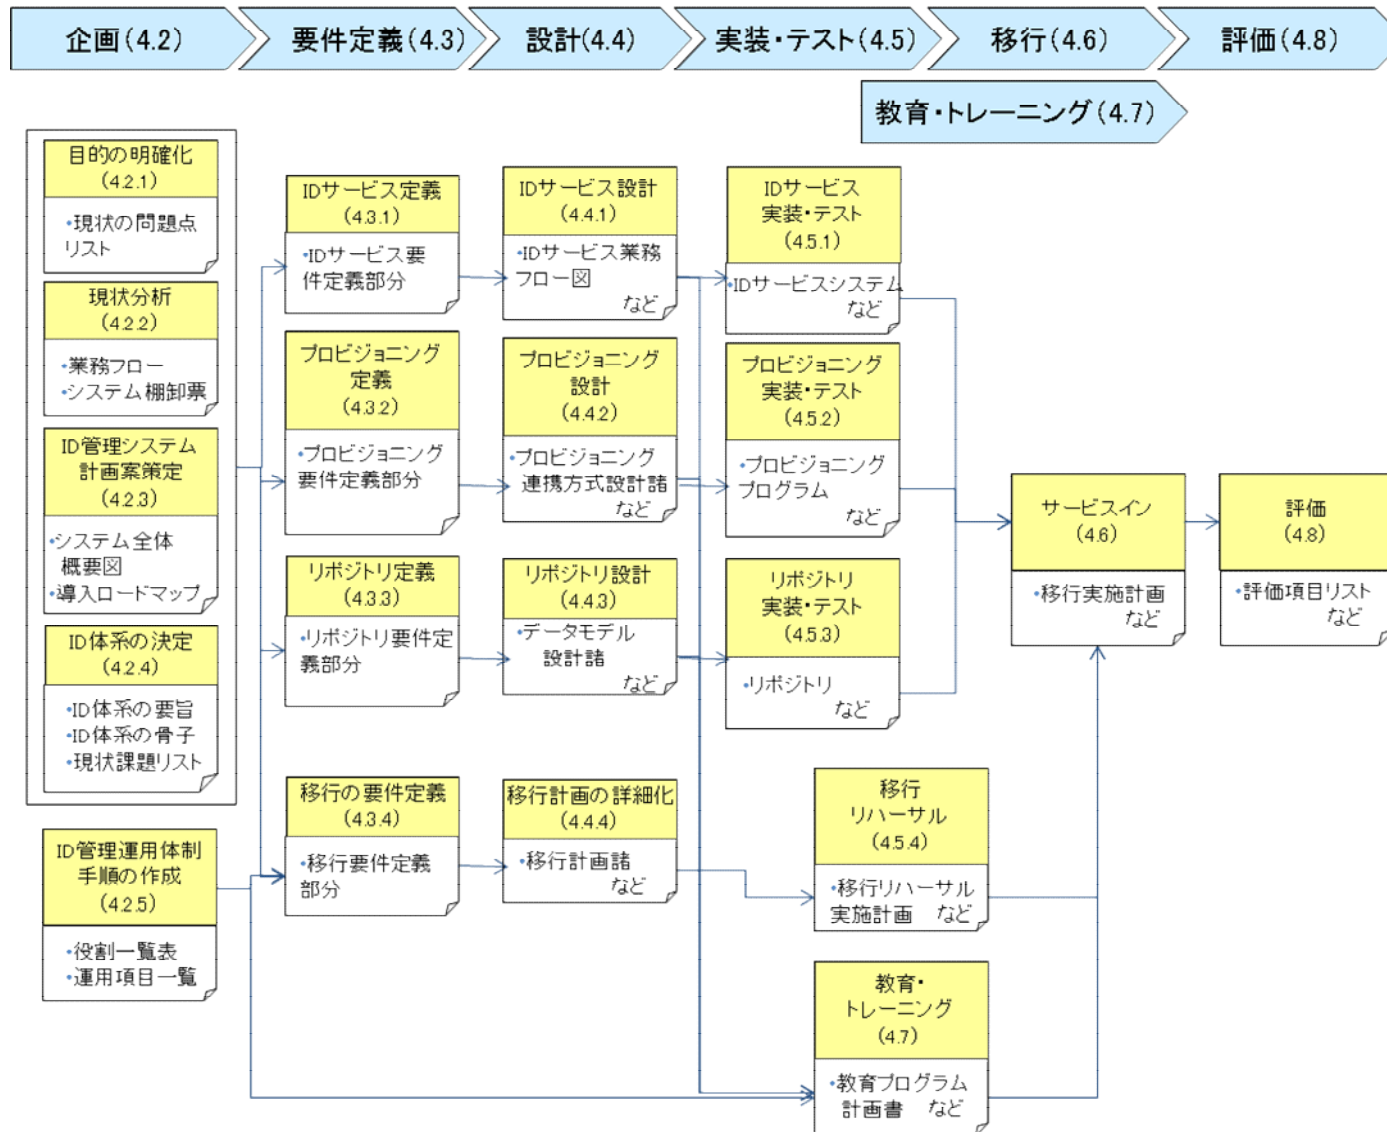 企画(4.2)
要件定義(4.3)
設計(4.4)
実装・テスト(4.5)
移行(4.6)
評価(4.8)
教育・トレーニング(4.7)
目的の明確化
(4.2.1)
・現状の問題点
リスト
現状分析
(4.2.2)
・業務フロー
・システム棚卸票
ID管理システム
計画案策定
(4.2.3)
・システム全体
概要図
・導入ロードマップ
ID体系の決定
(4.2.4)
・ID体系の要旨
・ID体系の骨子
・現状課題リスト
ID管理運用体制
手順の作成
(4.2.5)
・役割一覧表
・運用項目一覧
IDサービス定義
(4.3.1)
・IDサービス要
件定義部分
プロビジョニング
定義
(4.3.2)
・プロビジョニング
要件定義部分
リポジトリ定義
(4.3.3)
・リポジトリ要件定
義部分
移行の要件定義
(4.3.4)
・移行要件定義
部分
IDサービス設計
(4.4.1)
・IDサービス業務
フロー図
など
プロビジョニング
設計
(4.4.2)
・プロビジョニング
連携方式設計諸
など
リポジトリ設計
(4.4.3)
・データモデル
設計諸
など
移行計画の詳細化
(4.4.4)
・移行計画諸
など
IDサービス
実装・テスト
(4.5.1)
・IDサービスシステム
など
プロビジョニング
実装・テスト
(4.5.2)
・プロビジョニング
プログラム
など
リポジトリ
実装・テスト
(4.5.3)
・リポジトリ
など
移行
リハーサル
(4.5.4)
・移行リハーサル
実施計画 など
教育・
トレーニング
(4.7)
・教育プログラム
計画書 など
サービスイン
(4.6)
・移行実施計画
など
評価
(4.8)
・評価項目リスト
など